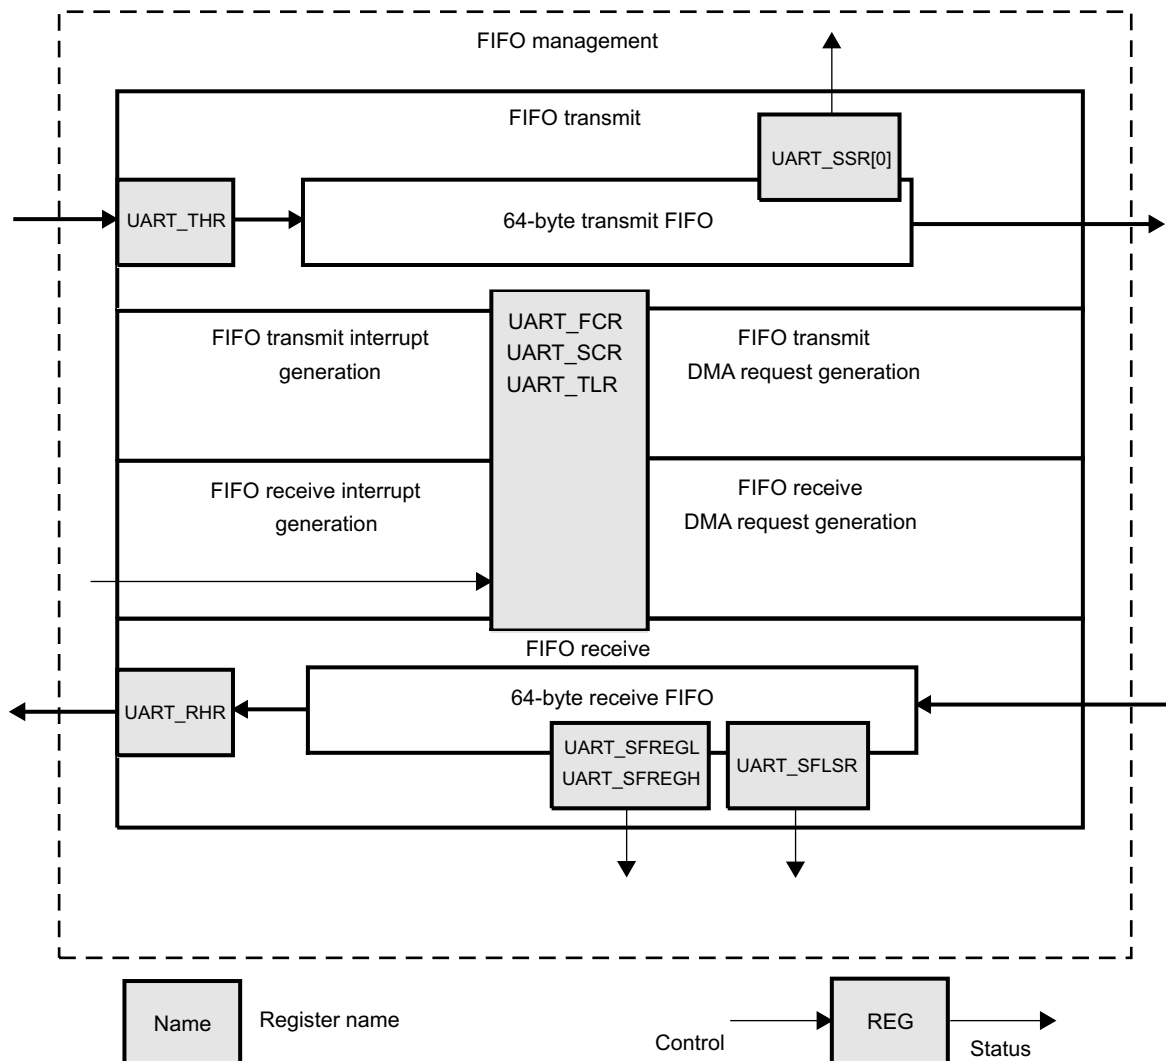 FIFO management
FIFO transmit
UART_SSR[0]
UART_THR
64-byte transmit FIFO
UART_FCR
UART_SCR
UART_TLR
FIFO transmit interrupt
generation
FIFO transmit
DMA request generation
FIFO receive interrupt
generation
FIFO receive
DMA request generation
FIFO receive
64-byte receive FIFO
UART_RHR
UART_SFREGL
UART_SFREGH
UART_SFLSR
Name
Register name
Control
REG
Status